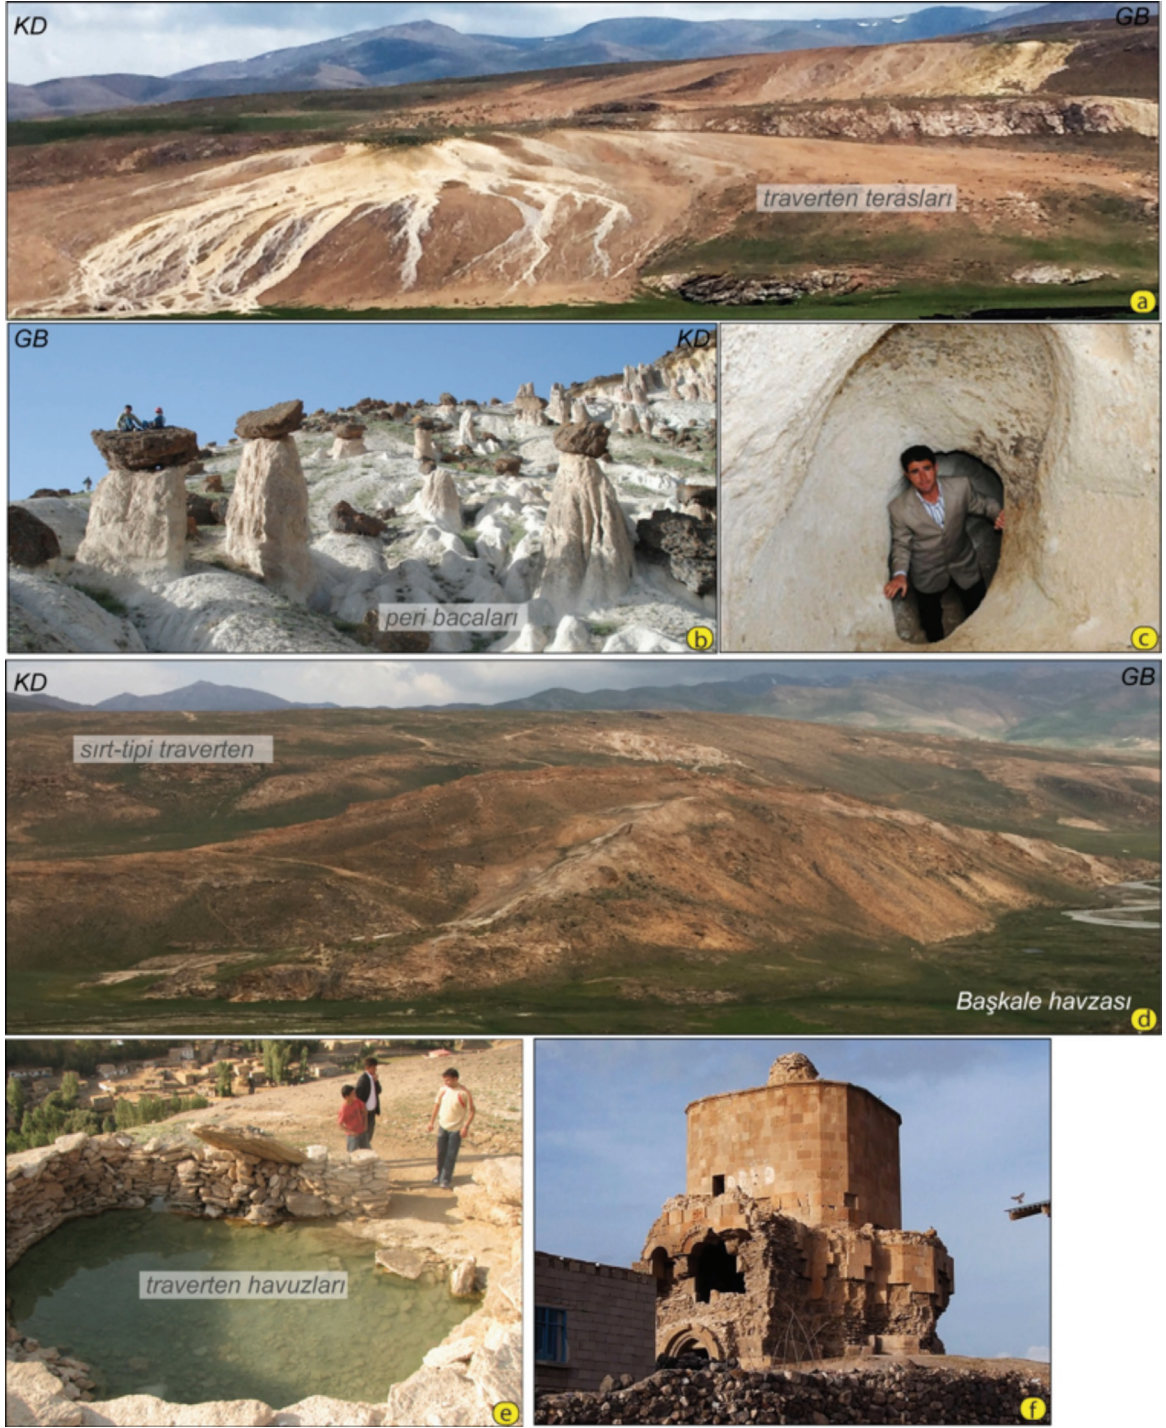 KD
GB
traverten terasları
a
GB
KD
peri bacaları
b
c
KD
GB
sırt-tipi traverten
Başkale havzası
d
traverten havuzları
e
f